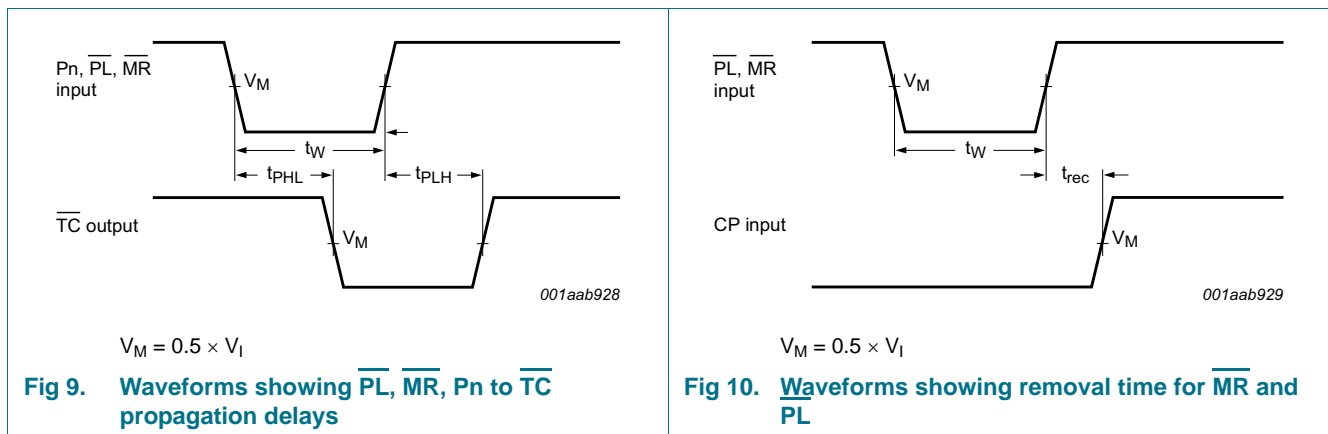 Pn, PL, MR
input
VM
tW
tPHL
tPLH
TC output
VM
001aab928
VM = 0.5 × VI
Fig 9. Waveforms showing PL, MR, Pn to TC
propagation delays
PL, MR
input
VM
tW
trec
CP input
VM
001aab929
VM = 0.5 × VI
Fig 10. Waveforms showing removal time for MR and
PL